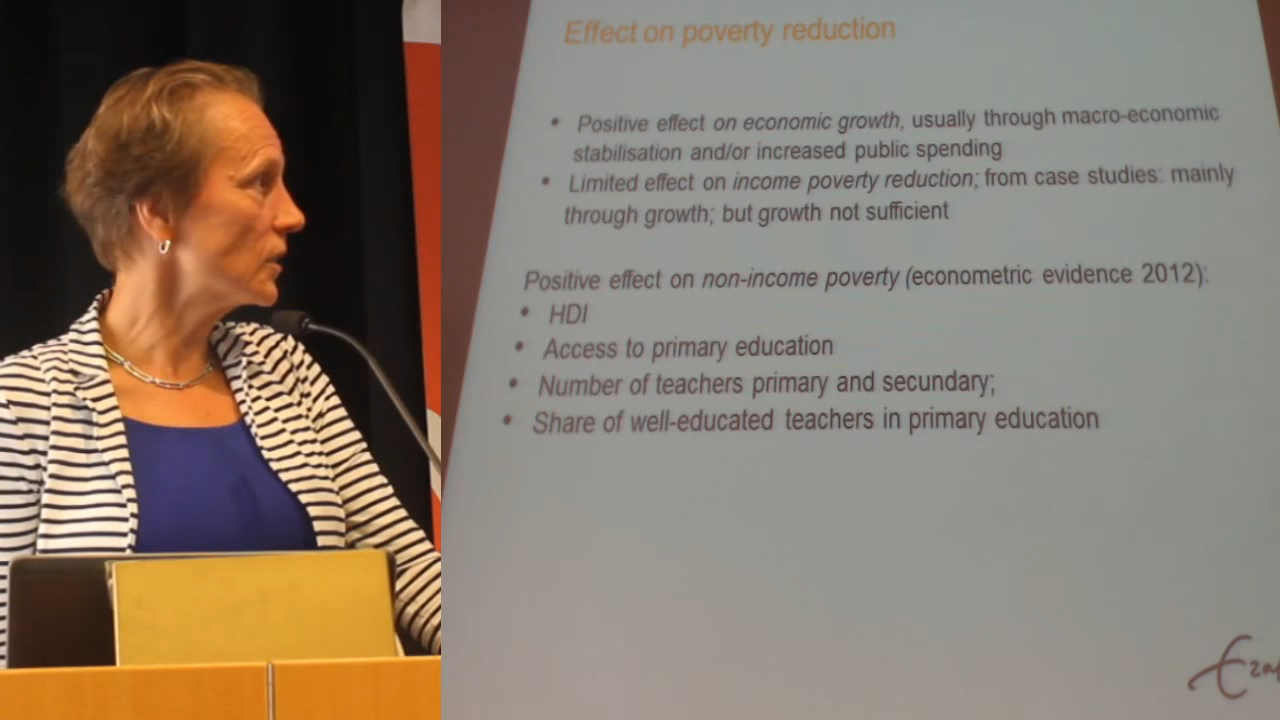 Effect on poverty reduction
• Positive effect on economic growth, usually through macro-economic
stabilisation and/or increased public spending
• Limited effect on income poverty reduction; from case studies: mainly
through growth; but growth not sufficient
Positive effect on non-income poverty (econometric evidence 2012):
• HDI
• Access to primary education
• Number of teachers primary and secundary;
• Share of well-educated teachers in primary education